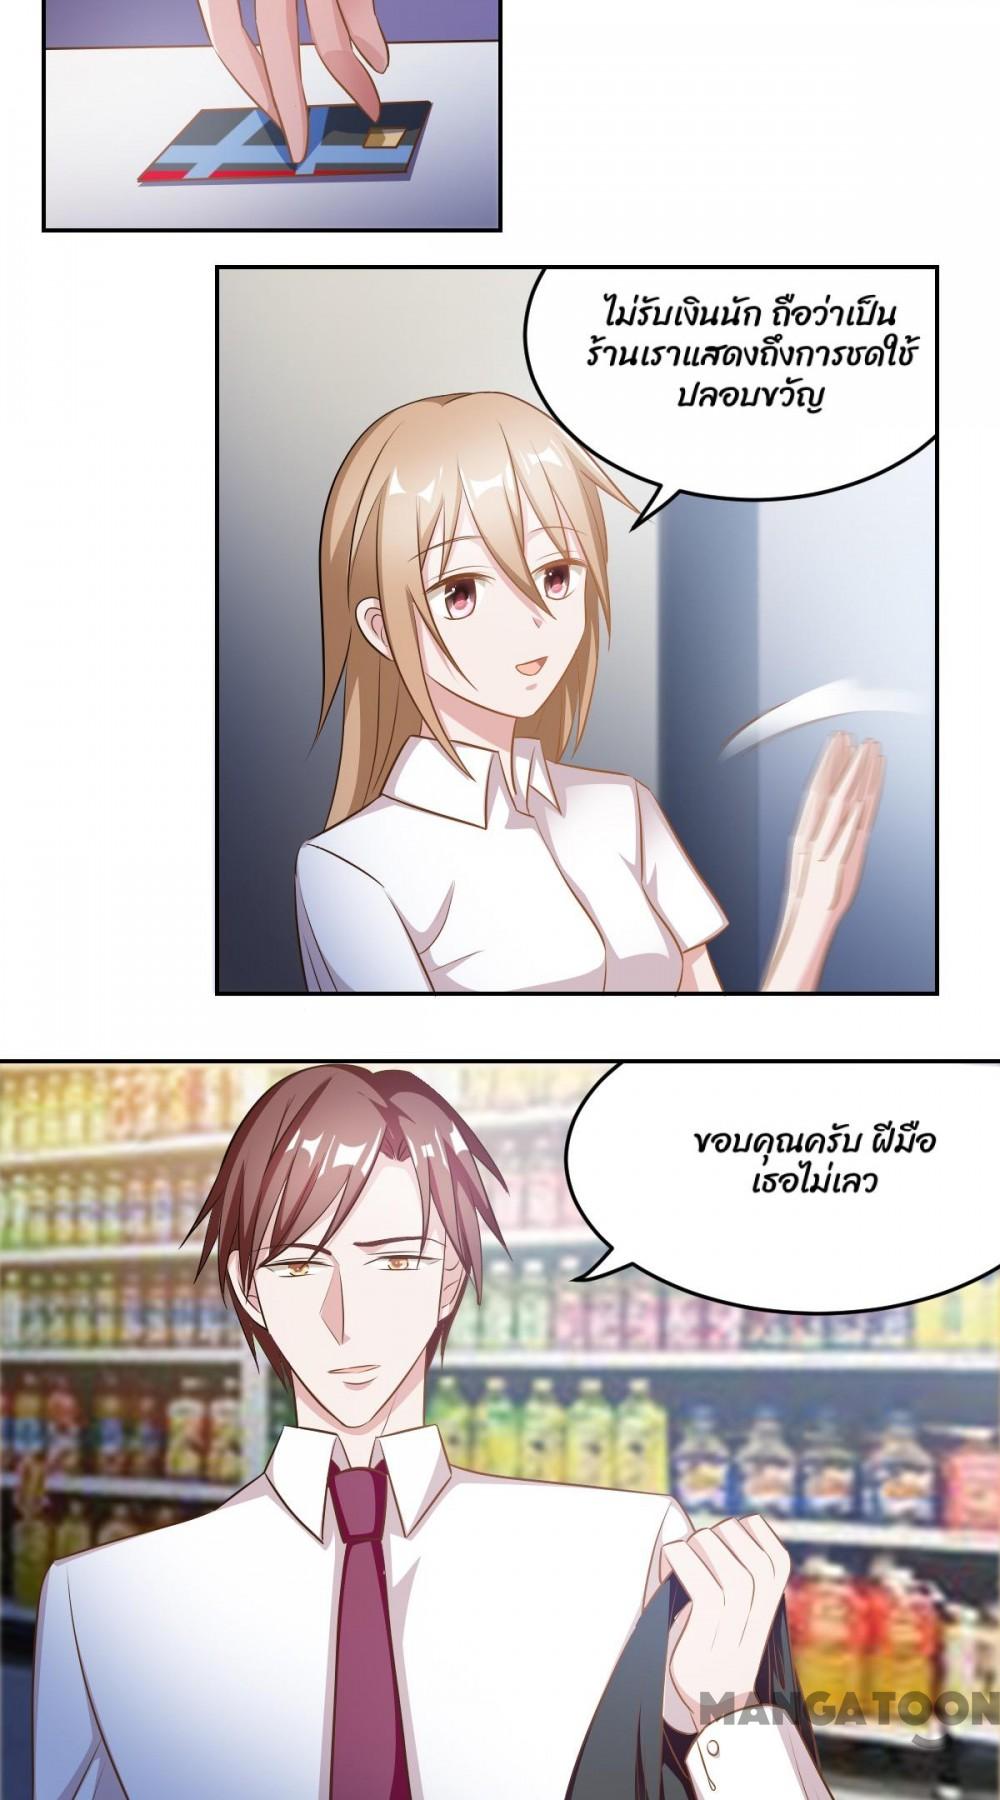 ไม่รับเงินนัก ถือว่าเป็น
ร้านเราแสดงถึงการชดใช้
ปลอบขวัญ
ขอบคุณครับ ฝีมือ
เธอไม่เลว
MANGATOON